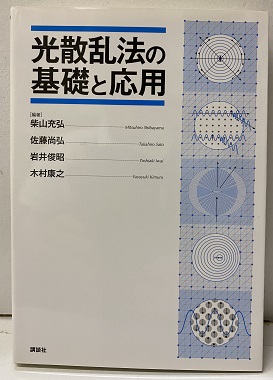 光散乱法の
基礎と応用
[編著]
柴山充弘 Mitsuhiro Shibayama
佐藤尚弘 Takahiro Sato
岩井俊昭 Toshiaki Iwai
木村康之 Yasuyuki Kimura
講談社